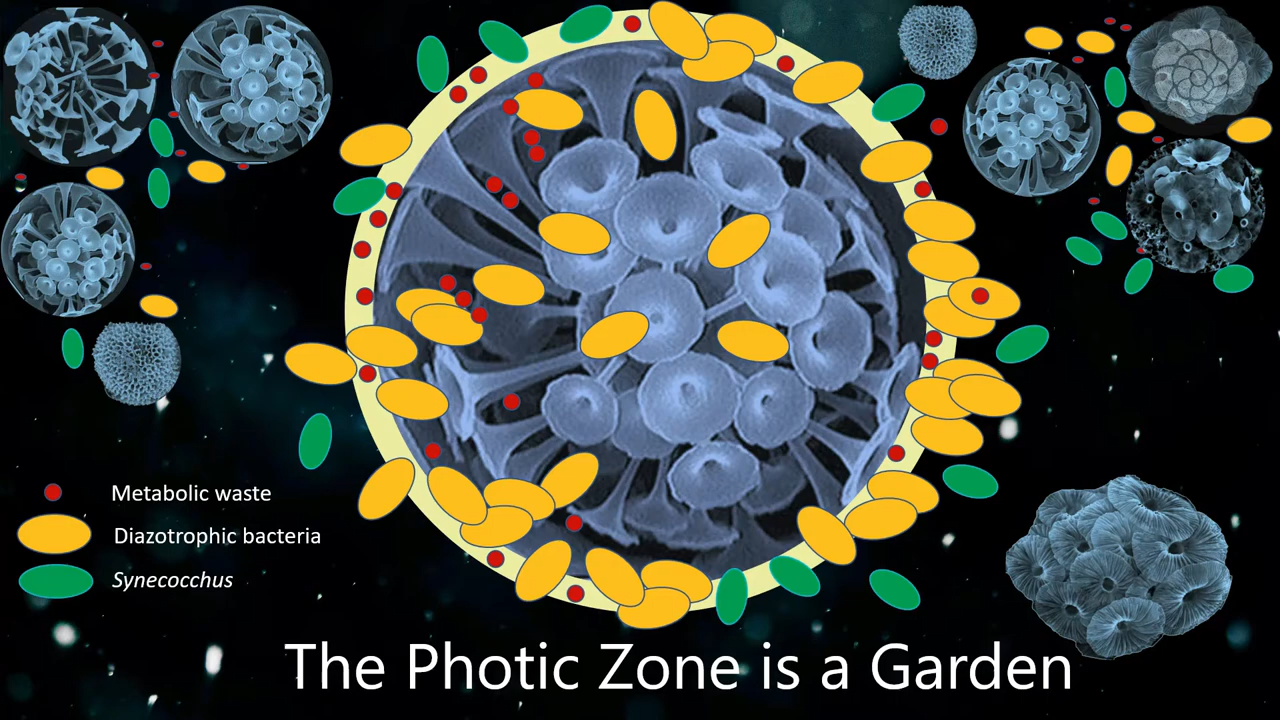 Metabolic waste
Diazotrophic bacteria
Synecocchus
The Photic Zone is a Garden